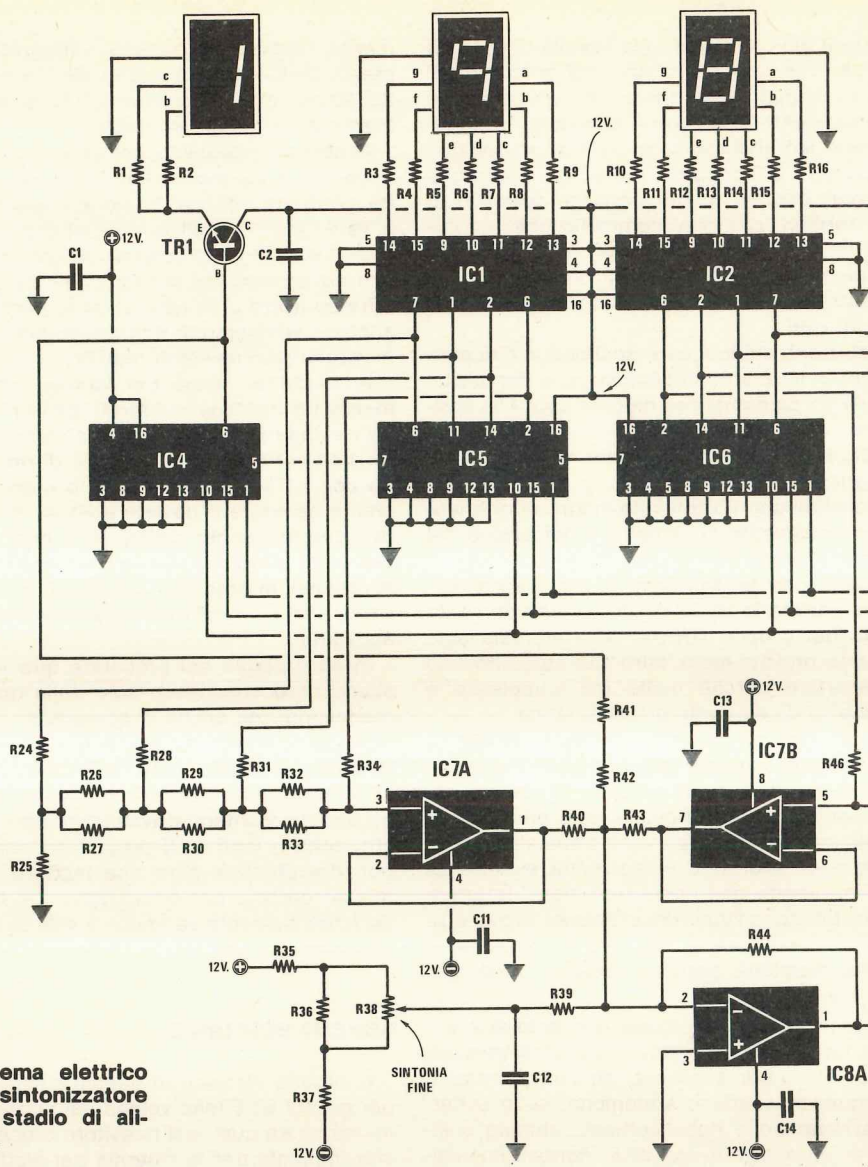 c
b
R1
R2
g
f
a
b
e
d
c
R3
R4
R5
R6
R7
R8
R9
12V.
g
f
a
b
e
d
c
R10
R11
R12
R13
R14
R15
R16
12V.
C1
TR1
E
C
B
C2
5
8
14 15 9 10 11 12 13
IC1
7 1 2 6
3
4
16
3
4
16
14 15 9 10 11 12 13
IC2
6 2 1 7
5
8
12V.
4 16 6
IC4
5
3 8 9 12 13 10 15 1
6 11 14 2 16
7
IC5
5
3 4 8 9 12 13 10 15 1
16 6 14 11 2
7
IC6
3 4 5 8 9 12 13 10 15 1
R24
R25
R26
R27
R28
R29
R30
R31
R32
R33
R34
IC7A
3
+
2
−
1
4
C11
12V.
R40
R41
R42
R43
C13
12V.
IC7B
8
7
5
+
6
−
R46
12V.
R35
R36
R37
12V.
R38
SINTONIA
FINE
C12
R39
R44
2
−
3
+
1
4
IC8A
C14
12V.
ema elettrico
sintonizzatore
stadio di ali-